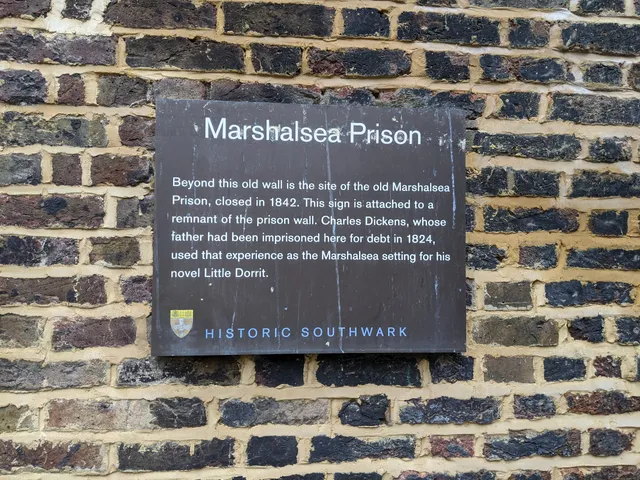 Marshalsea Prison
Beyond this old wall is the site of the old Marshalsea
Prison, closed in 1842. This sign is attached to a
remnant of the prison wall. Charles Dickens, whose
father had been imprisoned here for debt in 1824,
used that experience as the Marshalsea setting for his
novel Little Dorrit.
HISTORIC SOUTHWARK